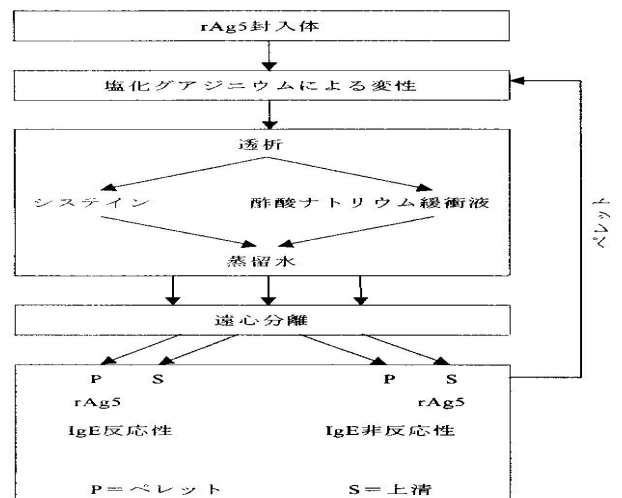 rAg5封入体
塩化グアジニウムによる変性
透析
システイン 酢酸ナトリウム緩衝液
蒸留水
ペレット
遠心分離
P S P S
rAg5 rAg5
IgE反応性 IgE非反応性
P=ペレット S=上清